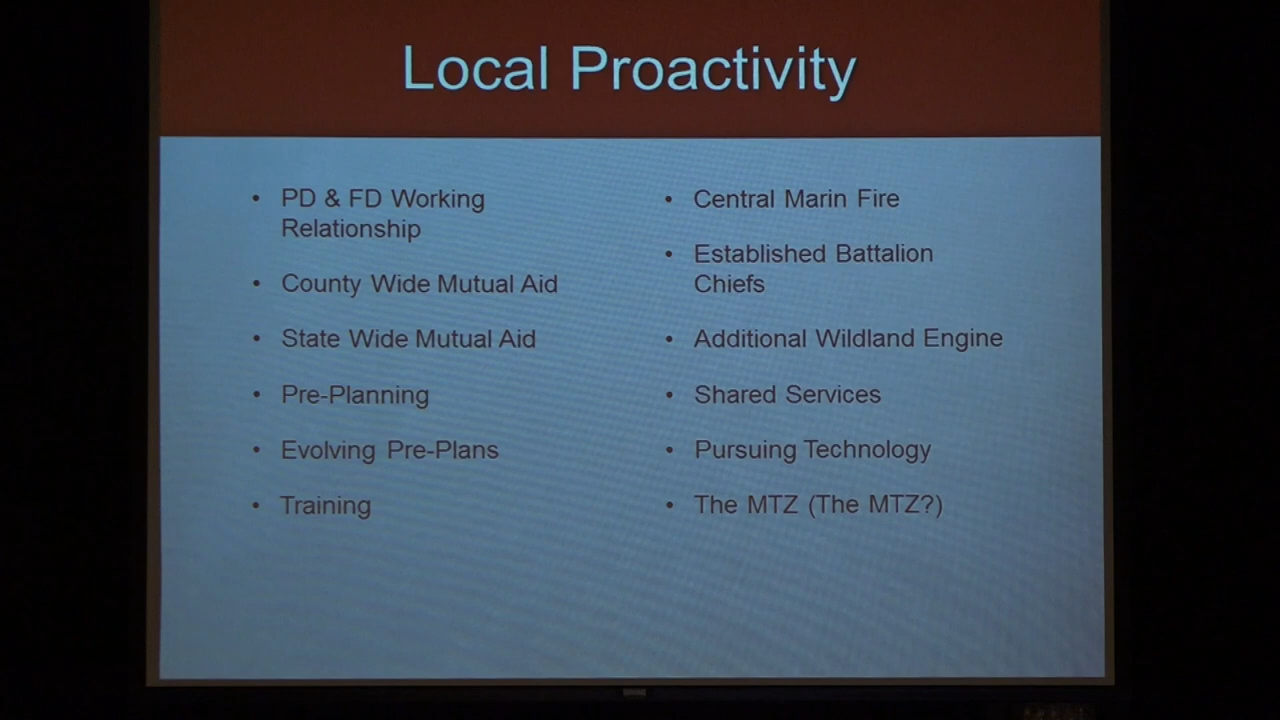 Local Proactivity
• PD & FD Working
Relationship
• County Wide Mutual Aid
• State Wide Mutual Aid
• Pre-Planning
• Evolving Pre-Plans
• Training
• Central Marin Fire
• Established Battalion
Chiefs
• Additional Wildland Engine
• Shared Services
• Pursuing Technology
• The MTZ (The MTZ?)